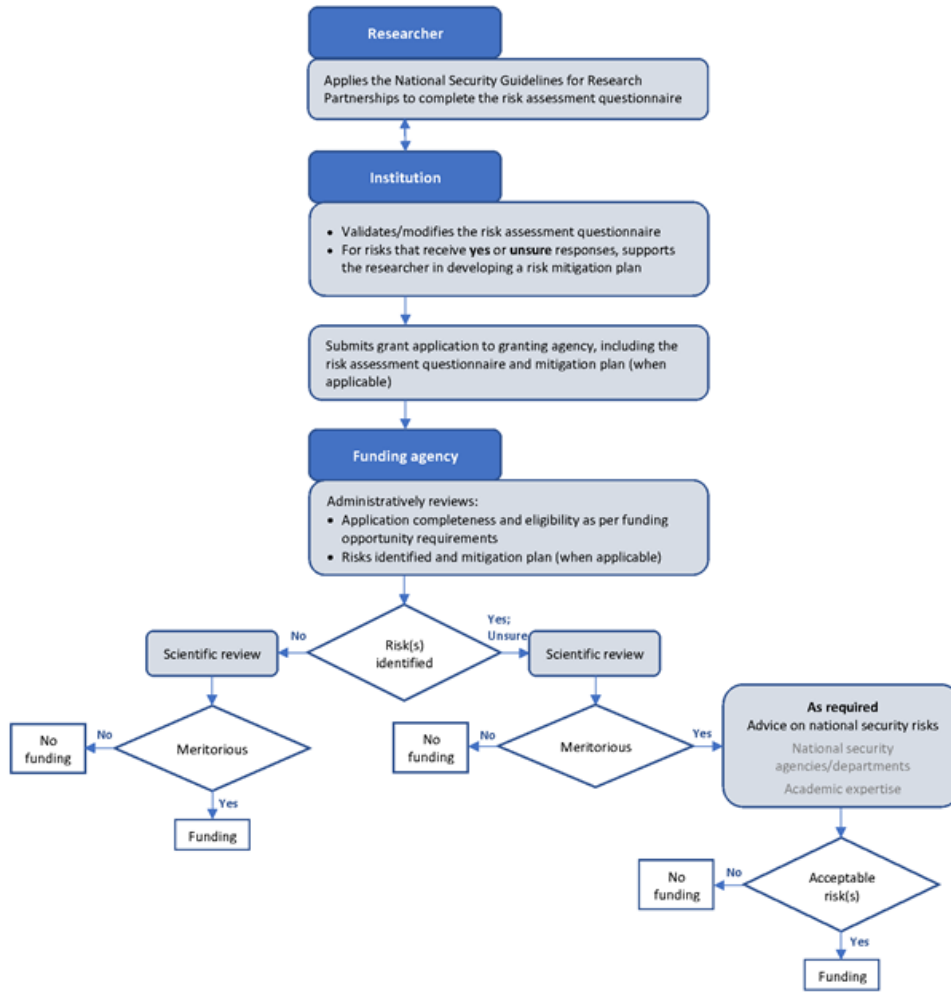 Researcher
Applies the National Security Guidelines for Research
Partnerships to complete the risk assessment questionnaire
Institution
• Validates/modifies the risk assessment questionnaire
• For risks that receive yes or unsure responses, supports
the researcher in developing a risk mitigation plan
Submits grant application to granting agency, including the
risk assessment questionnaire and mitigation plan (when
applicable)
Funding agency
Administratively reviews:
• Application completeness and eligibility as per funding
opportunity requirements
• Risks identified and mitigation plan (when applicable)
Risk(s)
identified
No
Scientific review
Meritorious
No
No
funding
Yes
Funding
Yes;
Unsure
Scientific review
Meritorious
No
No
funding
Yes
As required
Advice on national security risks
National security
agencies/departments
Academic expertise
Acceptable
risk(s)
No
No
funding
Yes
Funding